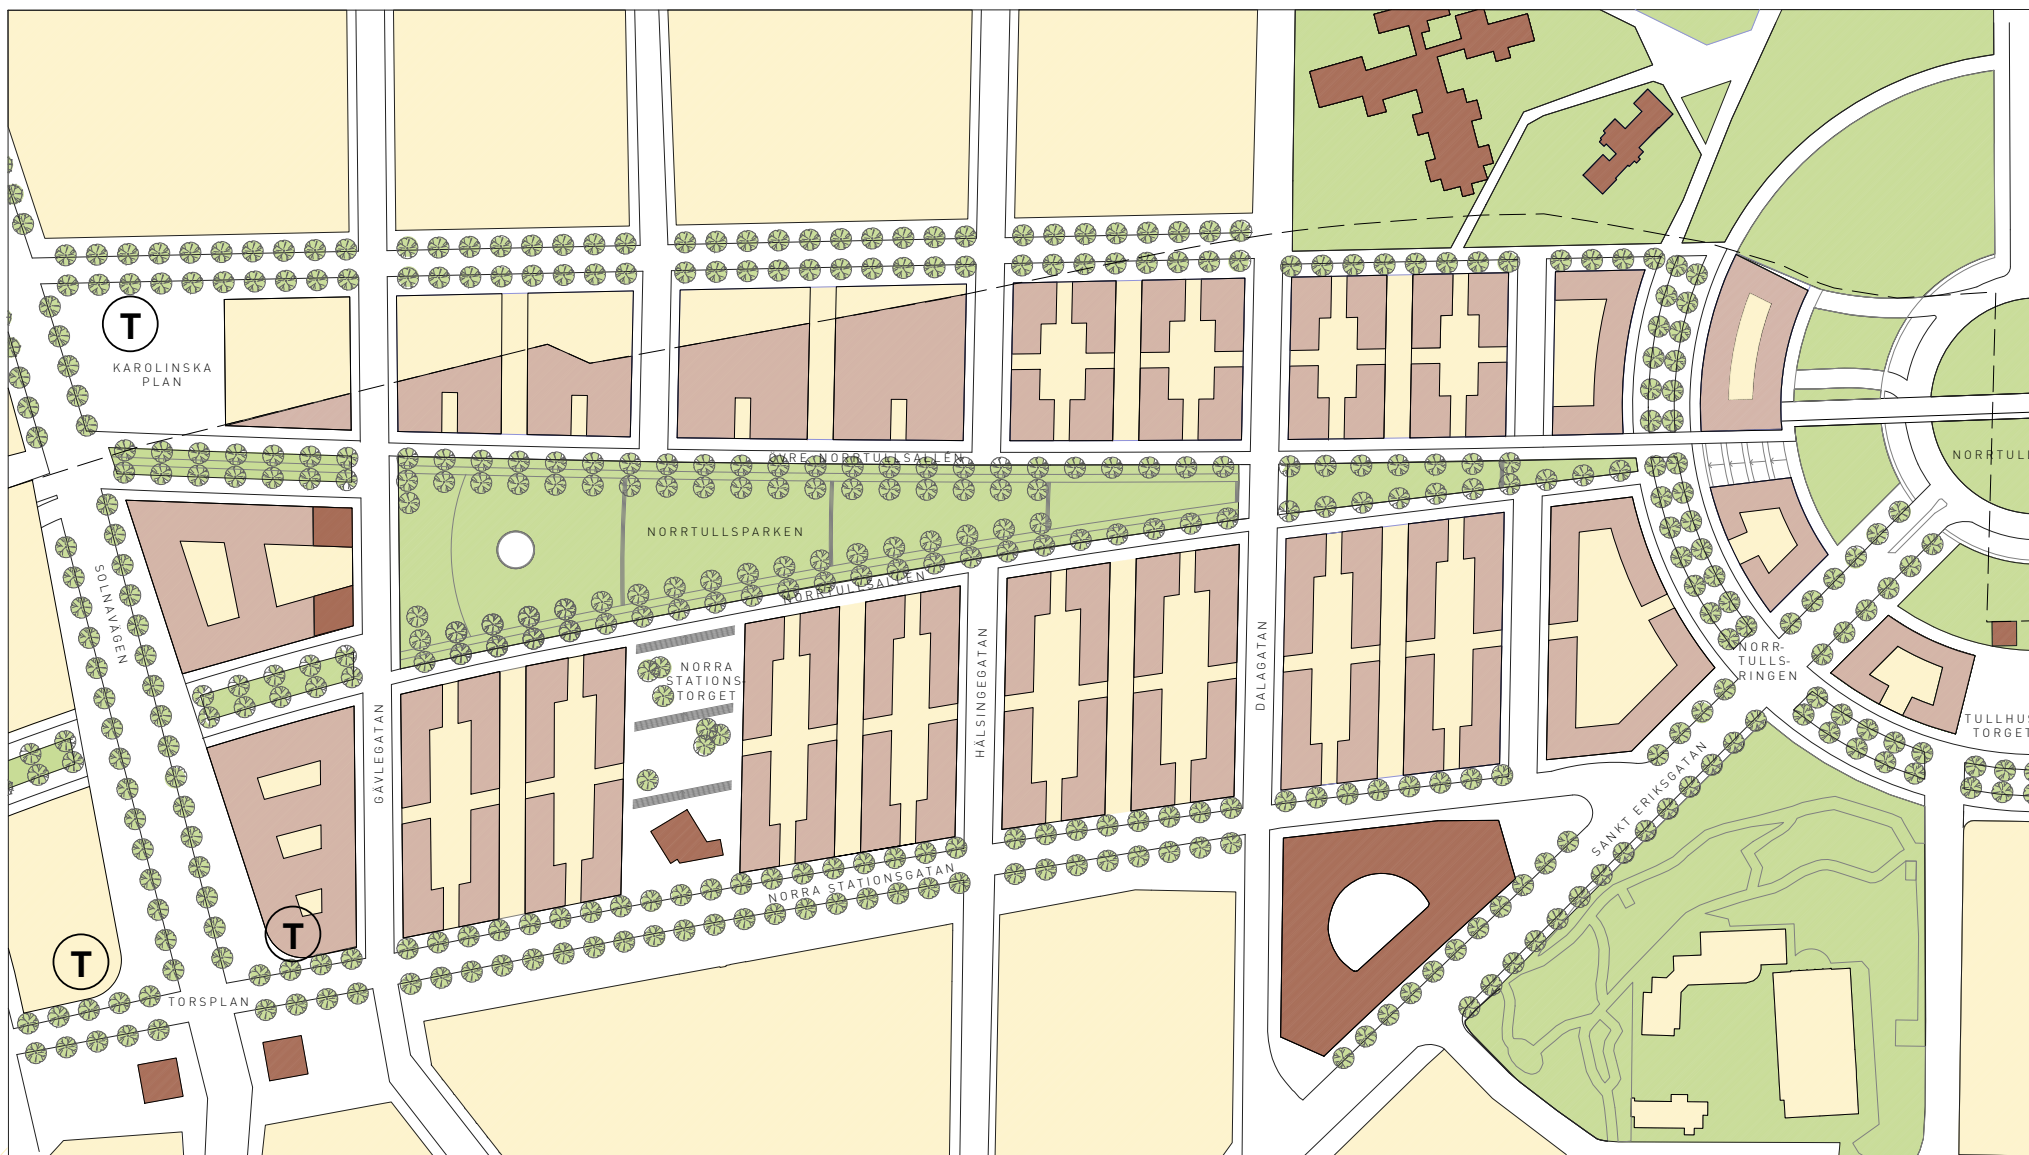 T
KAROLINSKA
PLAN
ÖVRE NORRTULLSALLÉN
NORRTULL
NORRTULLSPARKEN
SOLNAVÄGEN
NORRTULLSALLÉN
NORRA
STATIONS-
TORGET
GÄVLEGATAN
HÄLSINGEGATAN
DALAGATAN
NORR-
TULLS-
RINGEN
TULLHUS
TORGET
SANKT ERIKSGATAN
NORRA STATIONSGATAN
T
T
TORSPLAN